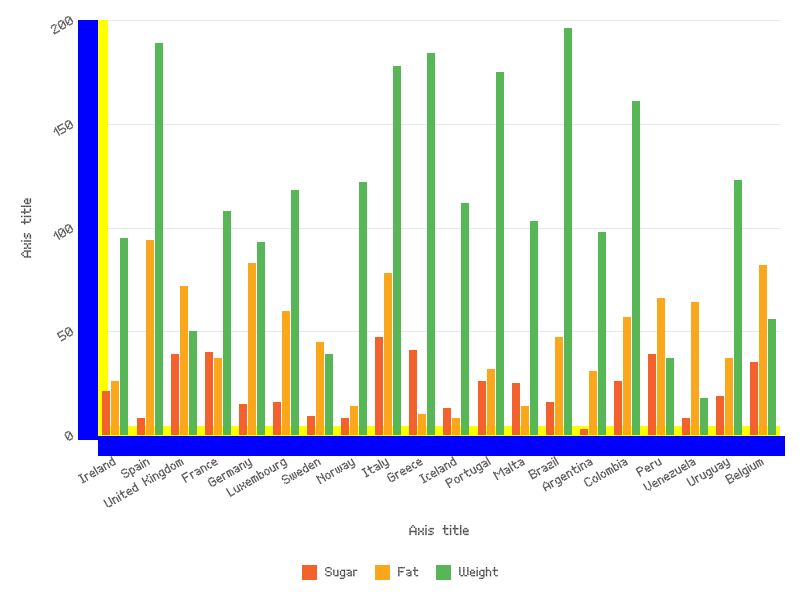 200
150
100
50
0
Axis title
Ireland
Spain
United Kingdom
France
Germany
Luxembourg
Sweden
Norway
Italy
Greece
Iceland
Portugal
Malta
Brazil
Argentina
Colombia
Peru
Venezuela
Uruguay
Belgium
Axis title
Sugar Fat Weight